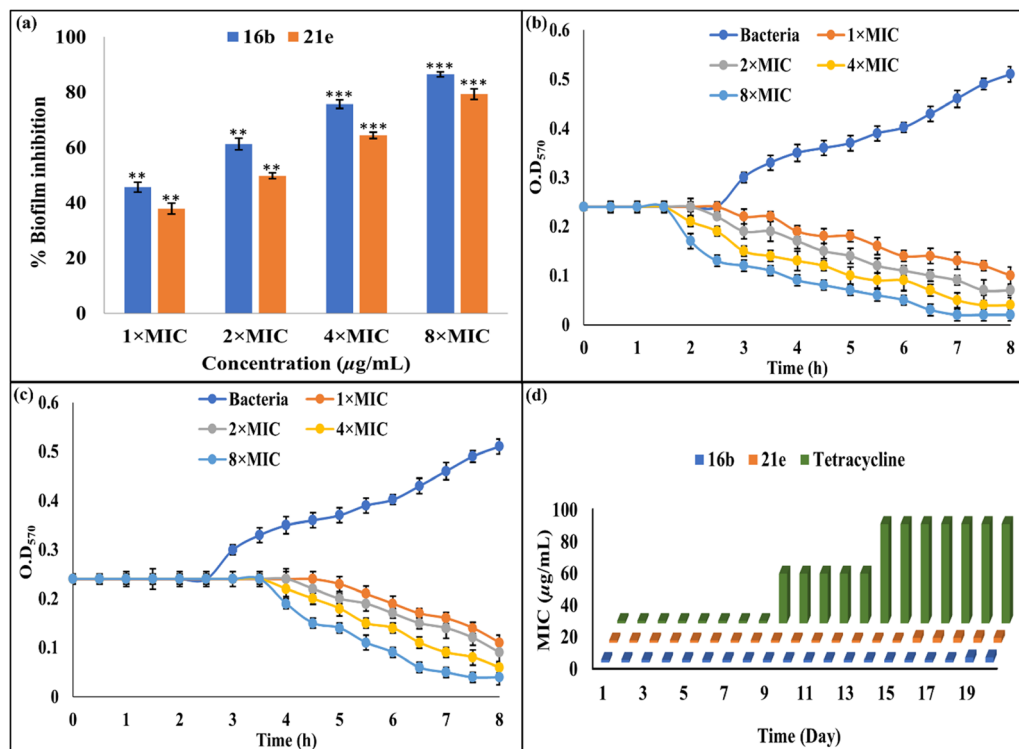 (a)
16b 21e
100
80
60
40
20
0
% Biofilm inhibition
** ** ** ** *** *** *** ***
1×MIC 2×MIC 4×MIC 8×MIC
Concentration (µg/mL)
(b)
Bacteria 1×MIC
2×MIC 4×MIC
8×MIC
0.6
0.5
0.4
0.3
0.2
0.1
0
O.D570
0 1 2 3 4 5 6 7 8
Time (h)
(c)
Bacteria 1×MIC
2×MIC 4×MIC
8×MIC
0.6
0.5
0.4
0.3
0.2
0.1
0
O.D570
0 1 2 3 4 5 6 7 8
Time (h)
(d)
16b 21e Tetracycline
100
80
60
40
20
0
MIC (µg/mL)
1 3 5 7 9 11 13 15 17 19
Time (Day)